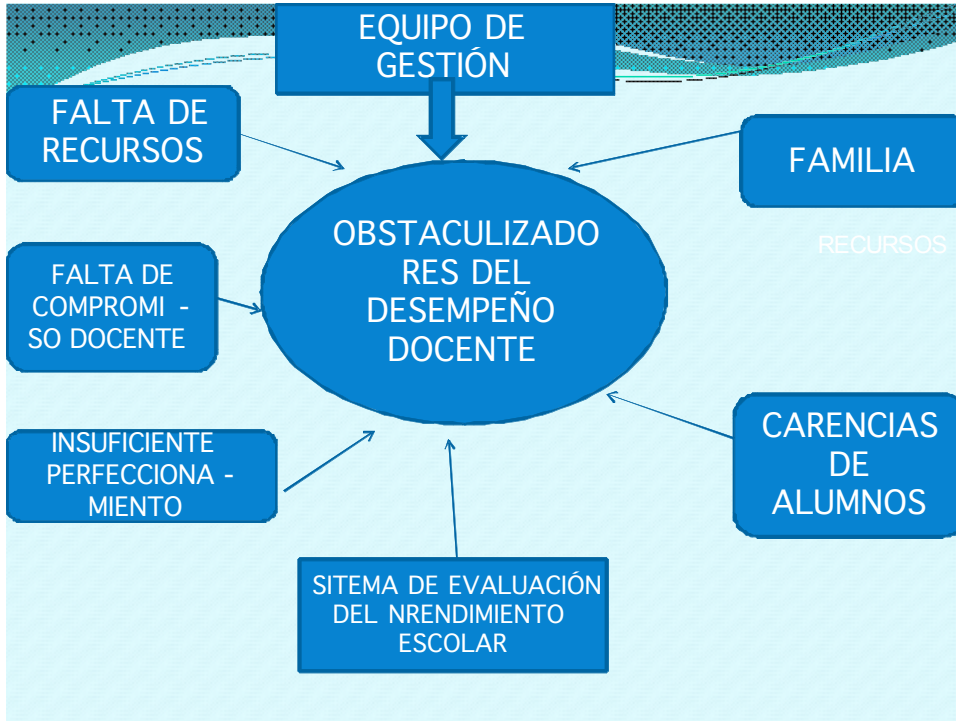 EQUIPO DE
GESTIÓN
FALTA DE
RECURSOS
FAMILIA
RECURSOS
OBSTACULIZADO
RES DEL
DESEMPEÑO
DOCENTE
FALTA DE
COMPROMI -
SO DOCENTE
INSUFICIENTE
PERFECCIONA -
MIENTO
CARENCIAS
DE
ALUMNOS
SITEMA DE EVALUACIÓN
DEL NRENDIMIENTO
ESCOLAR